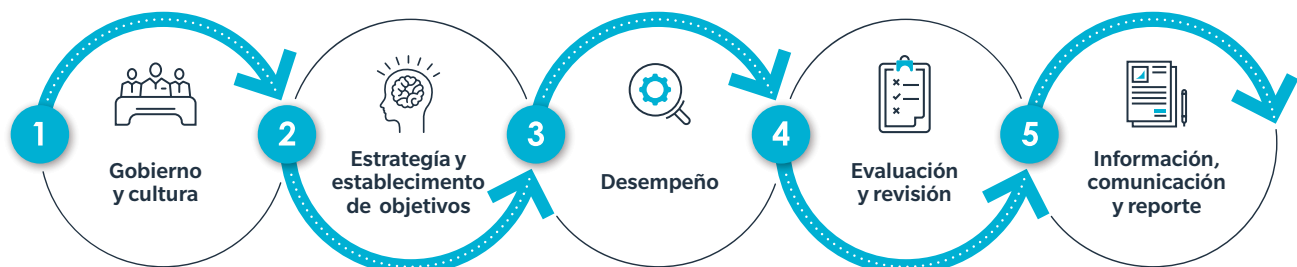 1
Gobierno
y cultura
2
Estrategía y
establecimento
de objetivos
3
Desempeño
4
Evaluación
y revisión
5
Información,
comunicación
y reporte